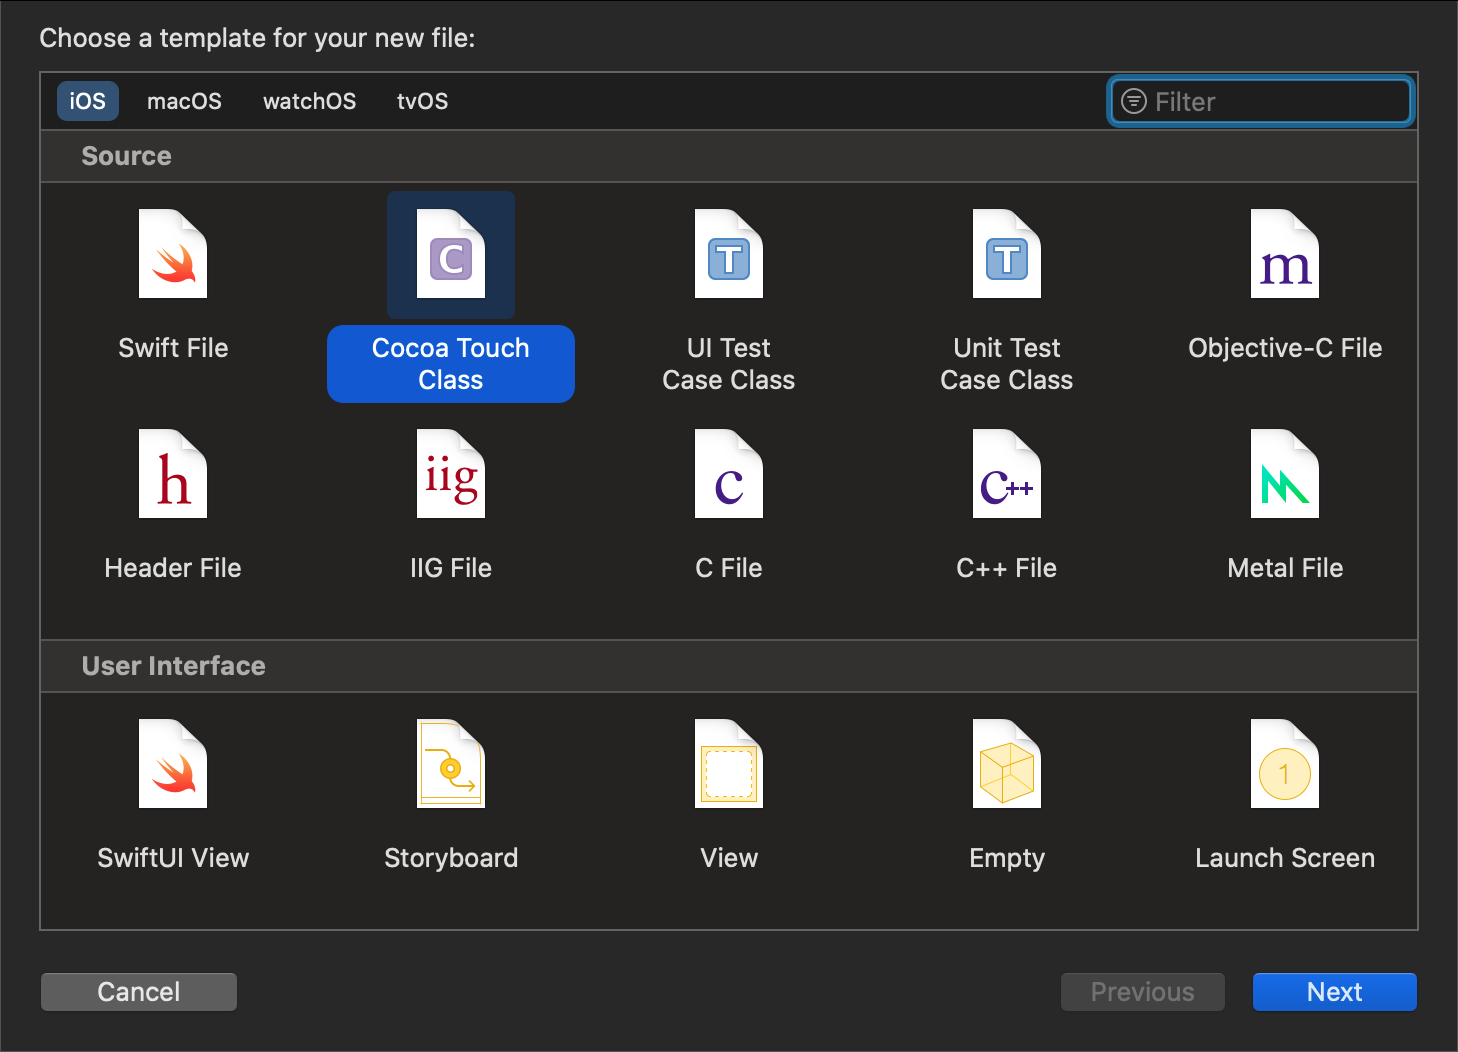 Choose a template for your new file:
iOS macOS watchOS tvOS Filter
Source
C T T m
Swift File Cocoa Touch Class UI Test Case Class Unit Test Case Class Objective-C File
h iig c c++
Header File IIG File C File C++ File Metal File
User Interface
1
SwiftUI View Storyboard View Empty Launch Screen
Cancel Previous Next